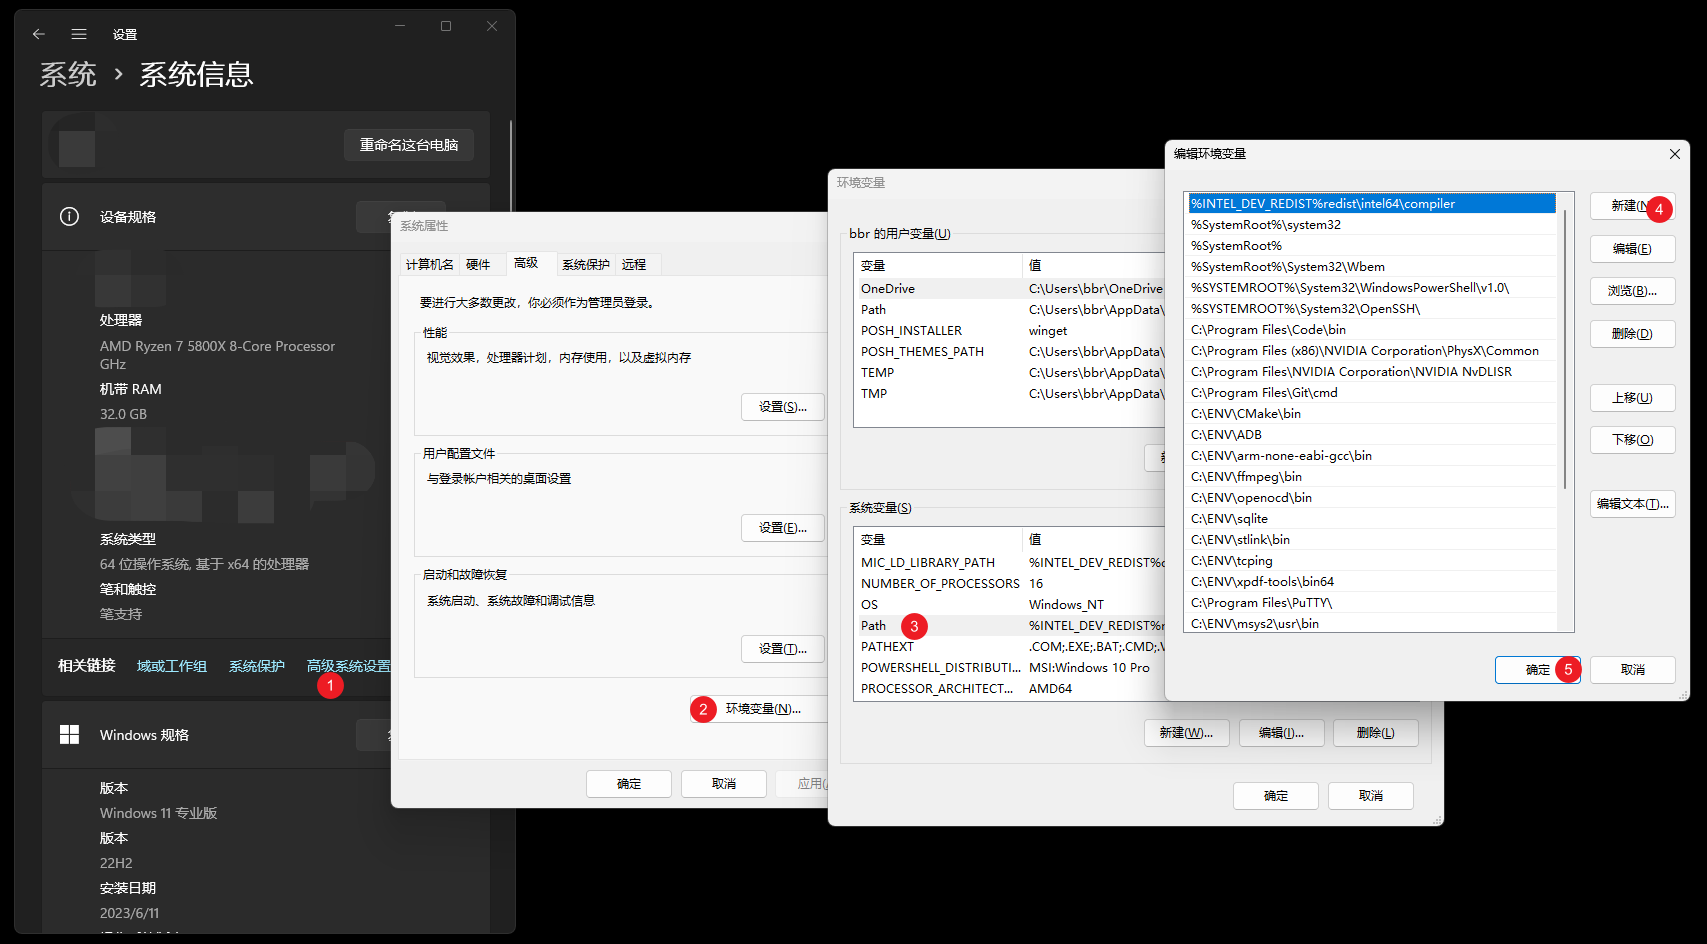 设置
系统 › 系统信息
重命名这台电脑
设备规格
处理器
AMD Ryzen 7 5800X 8-Core Processor
GHz
机带 RAM
32.0 GB
系统类型
64 位操作系统, 基于 x64 的处理器
笔和触控
笔支持
相关链接 域或工作组 系统保护 高级系统设置
1
Windows 规格
版本
Windows 11 专业版
版本
22H2
安装日期
2023/6/11
系统属性
计算机名 硬件 高级 系统保护 远程
要进行大多数更改，你必须作为管理员登录。
性能
视觉效果，处理器计划，内存使用，以及虚拟内存
设置(S)...
用户配置文件
与登录帐户相关的桌面设置
设置(E)...
启动和故障恢复
系统启动、系统故障和调试信息
设置(T)...
2 环境变量(N)...
确定 取消 应用(
环境变量
bbr 的用户变量(U)
变量 值
OneDrive C:\Users\bbr\OneDrive
Path C:\Users\bbr\AppData\
POSH_INSTALLER winget
POSH_THEMES_PATH C:\Users\bbr\AppData\
TEMP C:\Users\bbr\AppData\
TMP C:\Users\bbr\AppData\
系统变量(S)
变量 值
MIC_LD_LIBRARY_PATH %INTEL_DEV_REDIST%
NUMBER_OF_PROCESSORS 16
OS Windows_NT
Path 3 %INTEL_DEV_REDIST%
PATHEXT .COM;.EXE;.BAT;.CMD;.V
POWERSHELL_DISTRIBUTI... MSI:Windows 10 Pro
PROCESSOR_ARCHITECT... AMD64
新建(W)... 编辑(I)... 删除(L)
确定 取消
编辑环境变量
%INTEL_DEV_REDIST%redist\intel64\compiler
%SystemRoot%\system32
%SystemRoot%
%SystemRoot%\System32\Wbem
%SYSTEMROOT%\System32\WindowsPowerShell\v1.0\
%SYSTEMROOT%\System32\OpenSSH\
C:\Program Files\Code\bin
C:\Program Files (x86)\NVIDIA Corporation\PhysX\Common
C:\Program Files\NVIDIA Corporation\NVIDIA NvDLISR
C:\Program Files\Git\cmd
C:\ENV\CMake\bin
C:\ENV\ADB
C:\ENV\arm-none-eabi-gcc\bin
C:\ENV\ffmpeg\bin
C:\ENV\openocd\bin
C:\ENV\sqlite
C:\ENV\stlink\bin
C:\ENV\tcping
C:\ENV\xpdf-tools\bin64
C:\Program Files\PuTTY\
C:\ENV\msys2\usr\bin
新建(N 4
编辑(E)
浏览(B)...
删除(D)
上移(U)
下移(O)
编辑文本(T)...
确定 5 取消